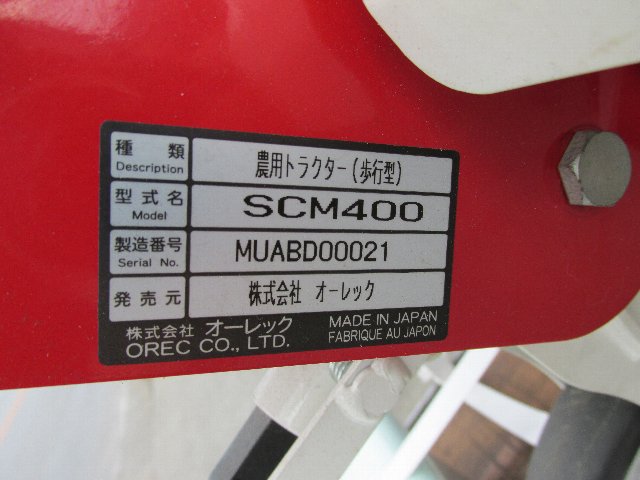 種類 農用トラクター(歩行型)
Description
型式名 SCM400
Model
製造番号 MUABD00021
Serial No.
発売元 株式会社 オーレック
株式会社 オーレック MADE IN JAPAN
OREC CO., LTD. FABRIQUE AU JAPON